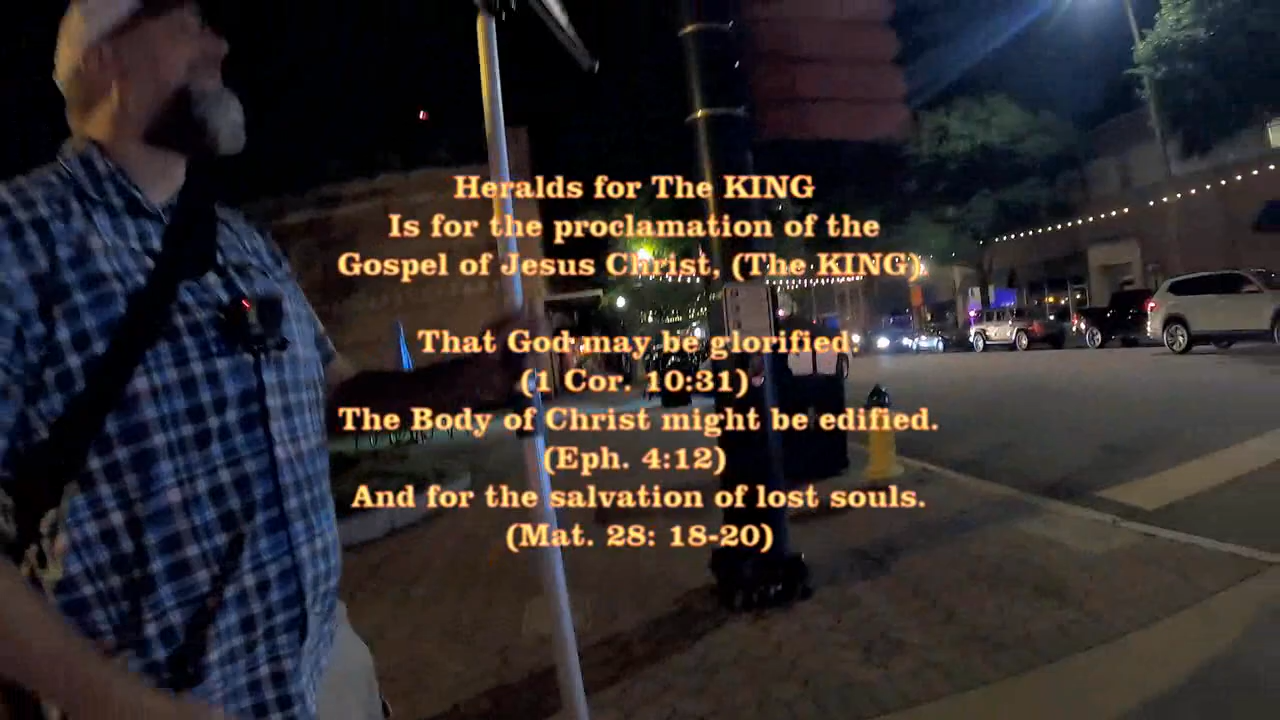 Heralds for The KING
Is for the proclamation of the
Gospel of Jesus Christ, (The KING)
That God may be glorified.
(1 Cor. 10:31)
The Body of Christ might be edified.
(Eph. 4:12)
And for the salvation of lost souls.
(Mat. 28: 18-20)